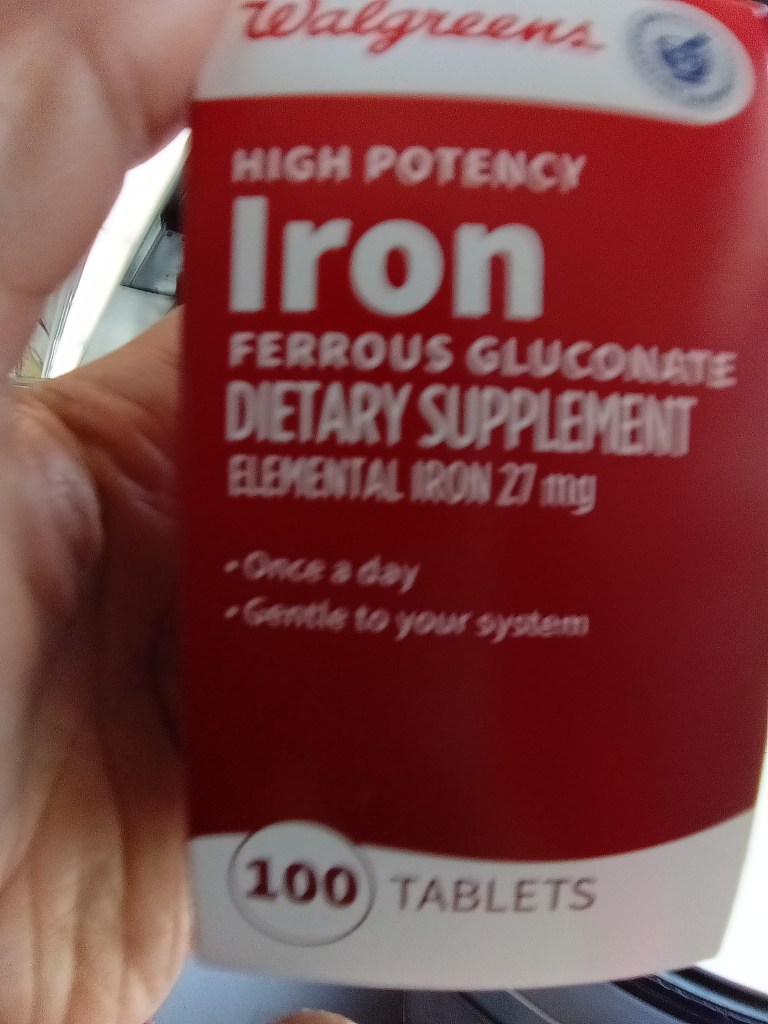 Walgreens
HIGH POTENCY
Iron
FERROUS GLUCONATE
DIETARY SUPPLEMENT
ELEMENTAL IRON 27 mg
• Once a day
• Gentle to your system
100 TABLETS